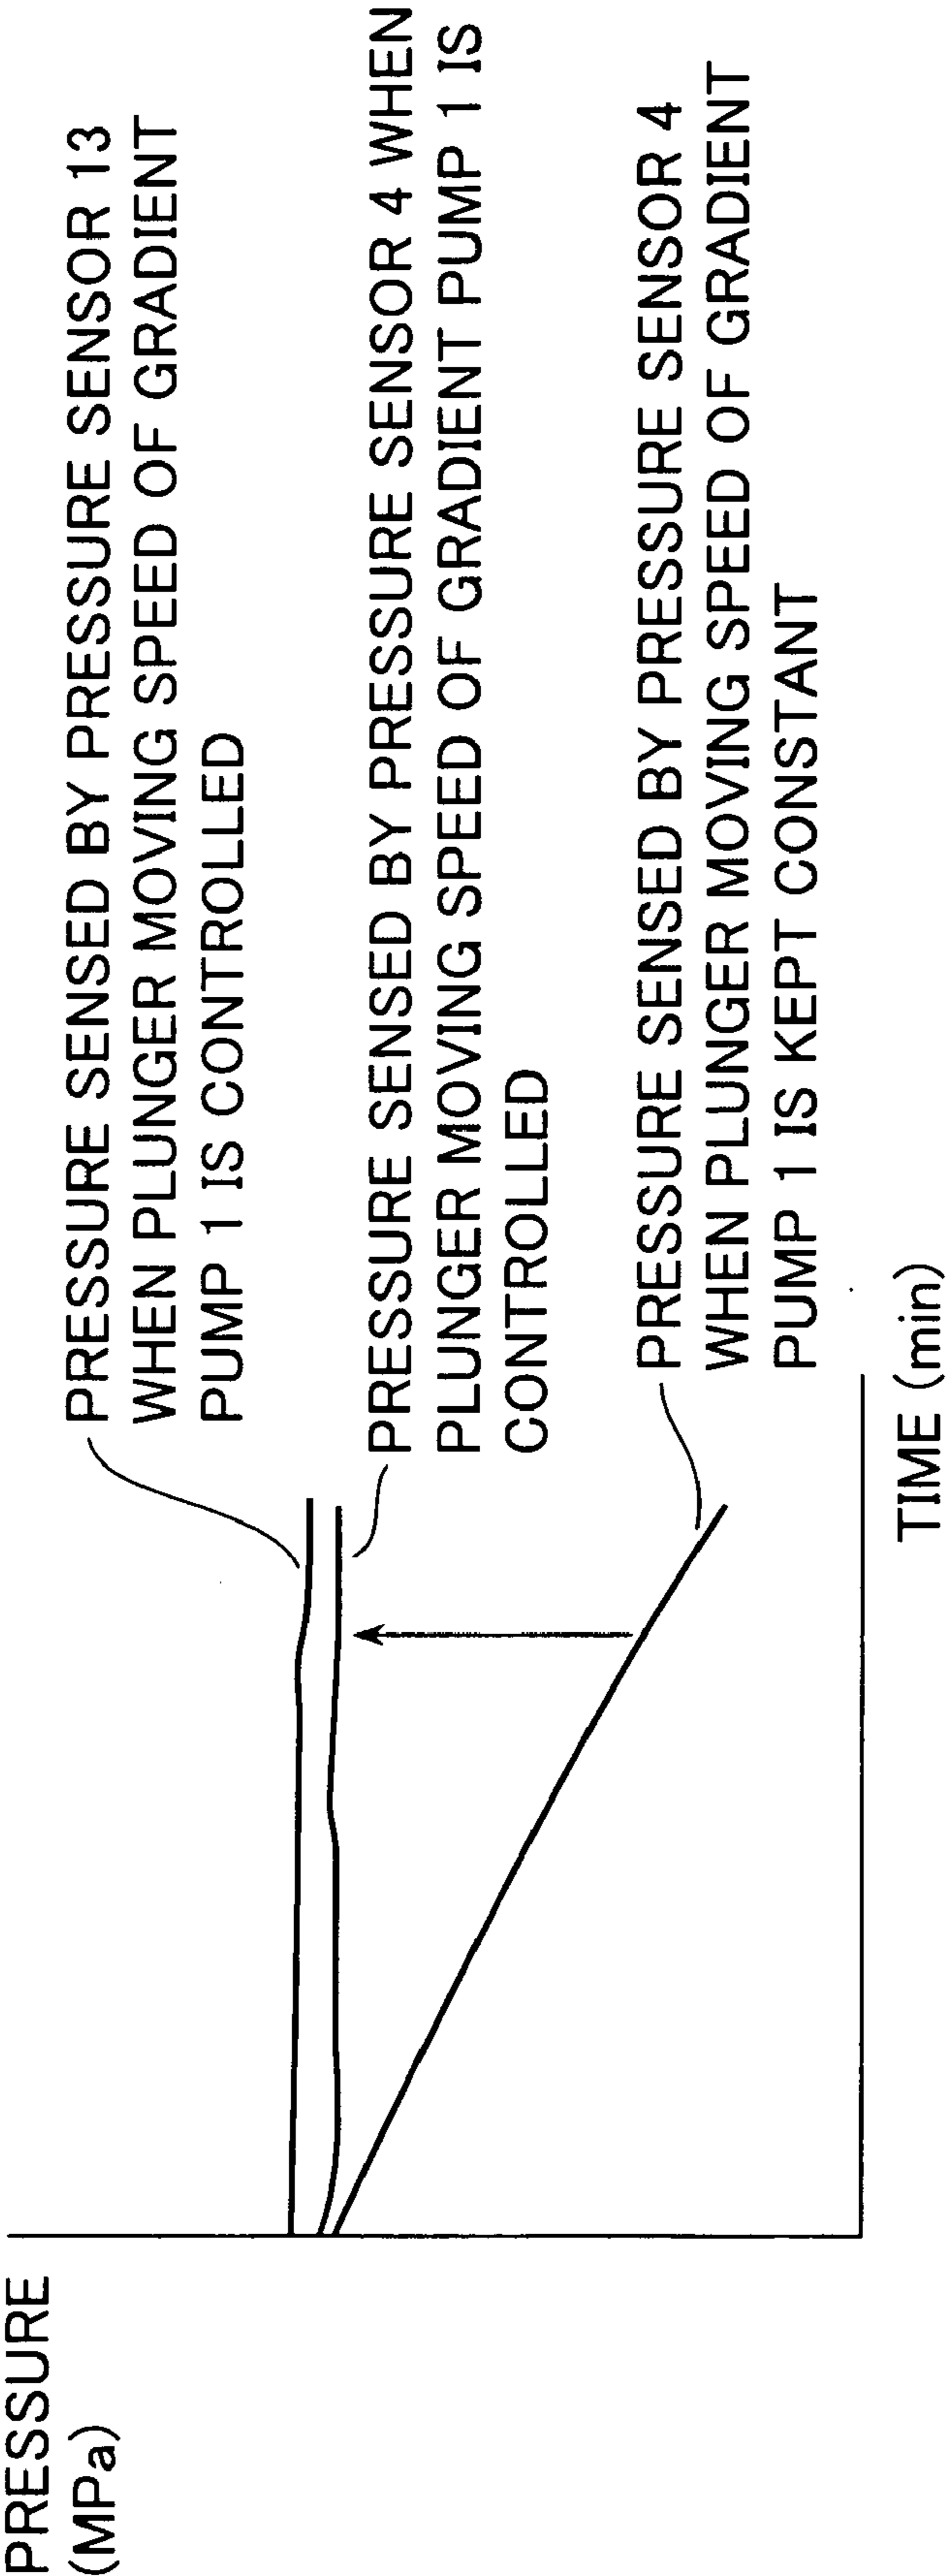 PRESSURE
(MPa)
PRESSURE SENSED BY PRESSURE SENSOR 13
WHEN PLUNGER MOVING SPEED OF GRADIENT
PUMP 1 IS CONTROLLED
PRESSURE SENSED BY PRESSURE SENSOR 4 WHEN
PLUNGER MOVING SPEED OF GRADIENT PUMP 1 IS
CONTROLLED
PRESSURE SENSED BY PRESSURE SENSOR 4
WHEN PLUNGER MOVING SPEED OF GRADIENT
PUMP 1 IS KEPT CONSTANT
TIME (min)